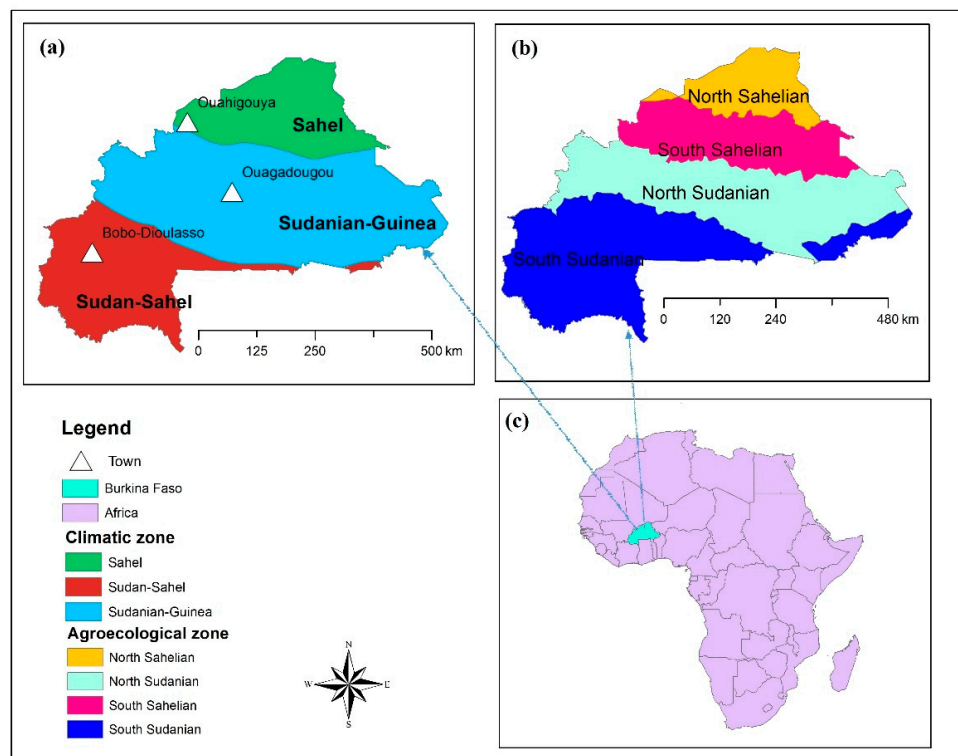 (a)
Ouahigouya
Sahel
Ouagadougou
Sudanian-Guinea
Bobo-Dioulasso
Sudan-Sahel
0 125 250 500 km
(b)
North Sahelian
South Sahelian
North Sudanian
South Sudanian
0 120 240 480 km
(c)
Legend
Town
Burkina Faso
Africa
Climatic zone
Sahel
Sudan-Sahel
Sudanian-Guinea
Agroecological zone
North Sahelian
North Sudanian
South Sahelian
South Sudanian
N
W E
S